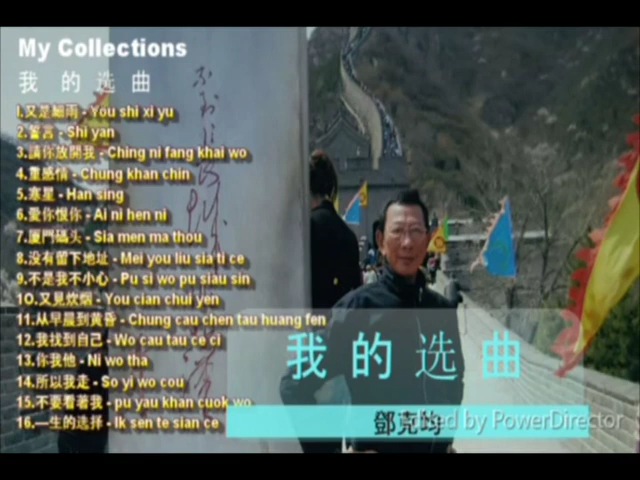 My Collections
我 的 选 曲
1.又是細雨 - You shi xi yu
2.誓言 - Shi yan
3.請你放開我 - Ching ni fang khai wo
4.重感情 - Chung khan chin
5.寒星 - Han sing
6.愛你恨你 - Ai ni hen ni
7.厦門碼头 - Sia men ma thou
8.没有留下地址 - Mei you liu sia ti ce
9.不是我不小心 - Pu si wo pu siau sin
10.又見炊烟 - You cian chui yen
11.从早晨到黄昏 - Chung cau chen tau huang fen
12.我找到自己 - Wo cau tau ce ci
13.你我他 - Ni wo tha
14.所以我走 - So yi wo cou
15.不要看著我 - pu yau khan cuok wo
16.一生的选择 - Ik sen te sian ce
我 的 选 曲
鄧克均
Edited by PowerDirector